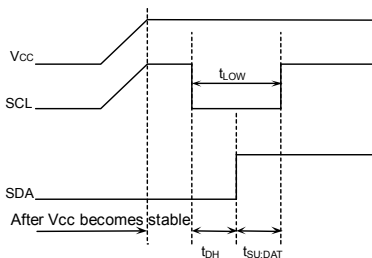 VCC
tLOW
SCL
SDA
After Vcc becomes stable
tDH
tSU;DAT